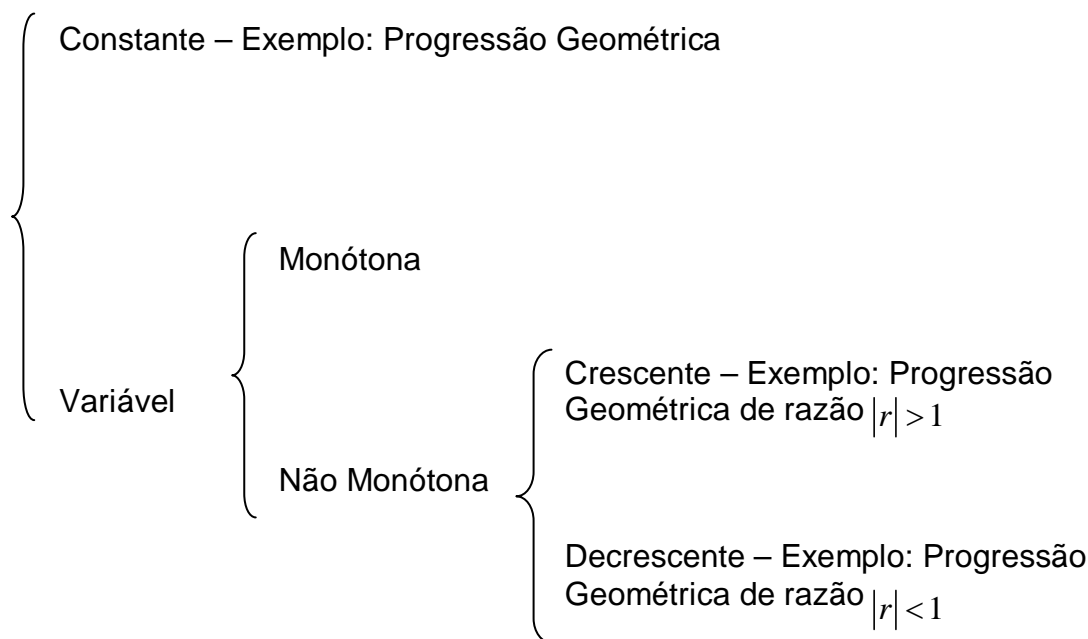 Constante – Exemplo: Progressão Geométrica
Monótona
Variável
Crescente – Exemplo: Progressão
Geométrica de razão |r| > 1
Não Monótona
Decrescente – Exemplo: Progressão
Geométrica de razão |r| < 1